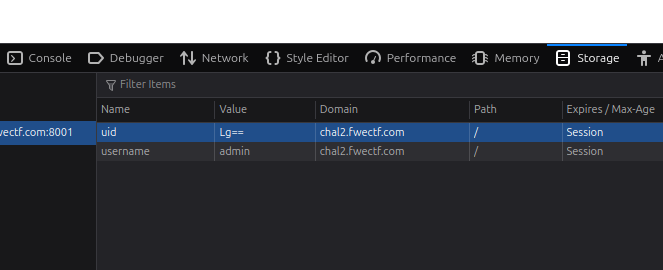 Console Debugger Network {} Style Editor Performance Memory Storage A
Filter Items
Name Value Domain Path Expires / Max-Age
vectf.com:8001 uid Lg== chal2.fwectf.com / Session
username admin chal2.fwectf.com / Session